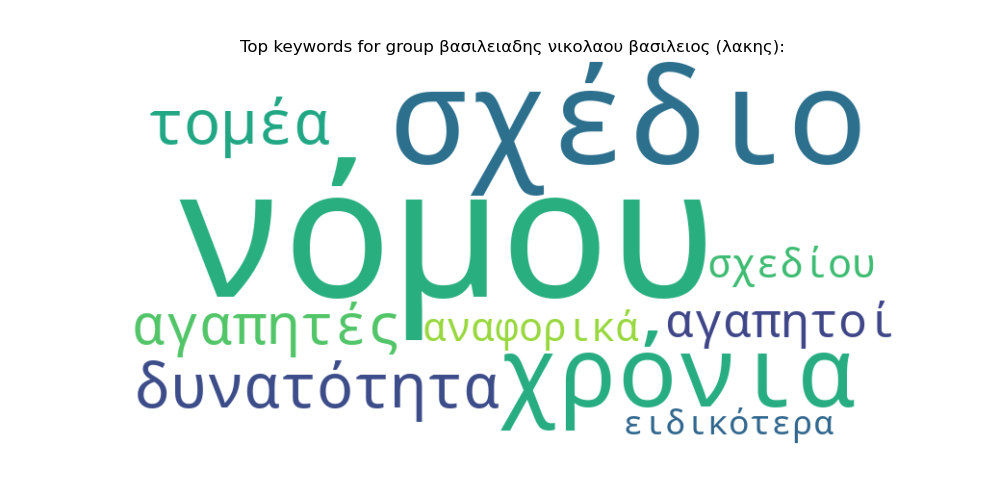 Top keywords for group βασιλειαδης νικολαου βασιλειος (λακης):
τομέα
σχέδιο
νόμου
σχεδίου
αγαπητές
αναφορικά
αγαπητοί
δυνατότητα
χρόνια
ειδικότερα